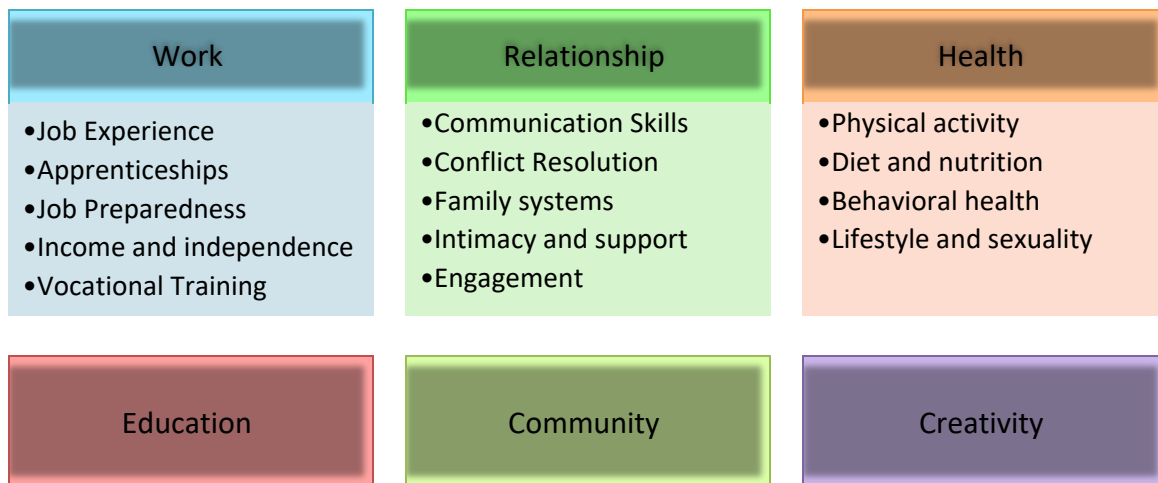 Work
•Job Experience
•Apprenticeships
•Job Preparedness
•Income and independence
•Vocational Training
Relationship
•Communication Skills
•Conflict Resolution
•Family systems
•Intimacy and support
•Engagement
Health
•Physical activity
•Diet and nutrition
•Behavioral health
•Lifestyle and sexuality
Education
Community
Creativity